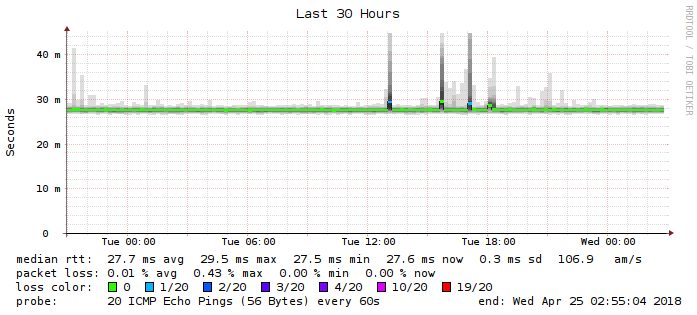 Last 30 Hours
RRDTOOL / TOBI OETIKER
Seconds
40 m
30 m
20 m
10 m
0
Tue 00:00 Tue 06:00 Tue 12:00 Tue 18:00 Wed 00:00
median rtt: 27.7 ms avg 29.5 ms max 27.5 ms min 27.6 ms now 0.3 ms sd 106.9 am/s
packet loss: 0.01 % avg 0.43 % max 0.00 % min 0.00 % now
loss color: 0 1/20 2/20 3/20 4/20 10/20 19/20
probe: 20 ICMP Echo Pings (56 Bytes) every 60s end: Wed Apr 25 02:55:04 2018